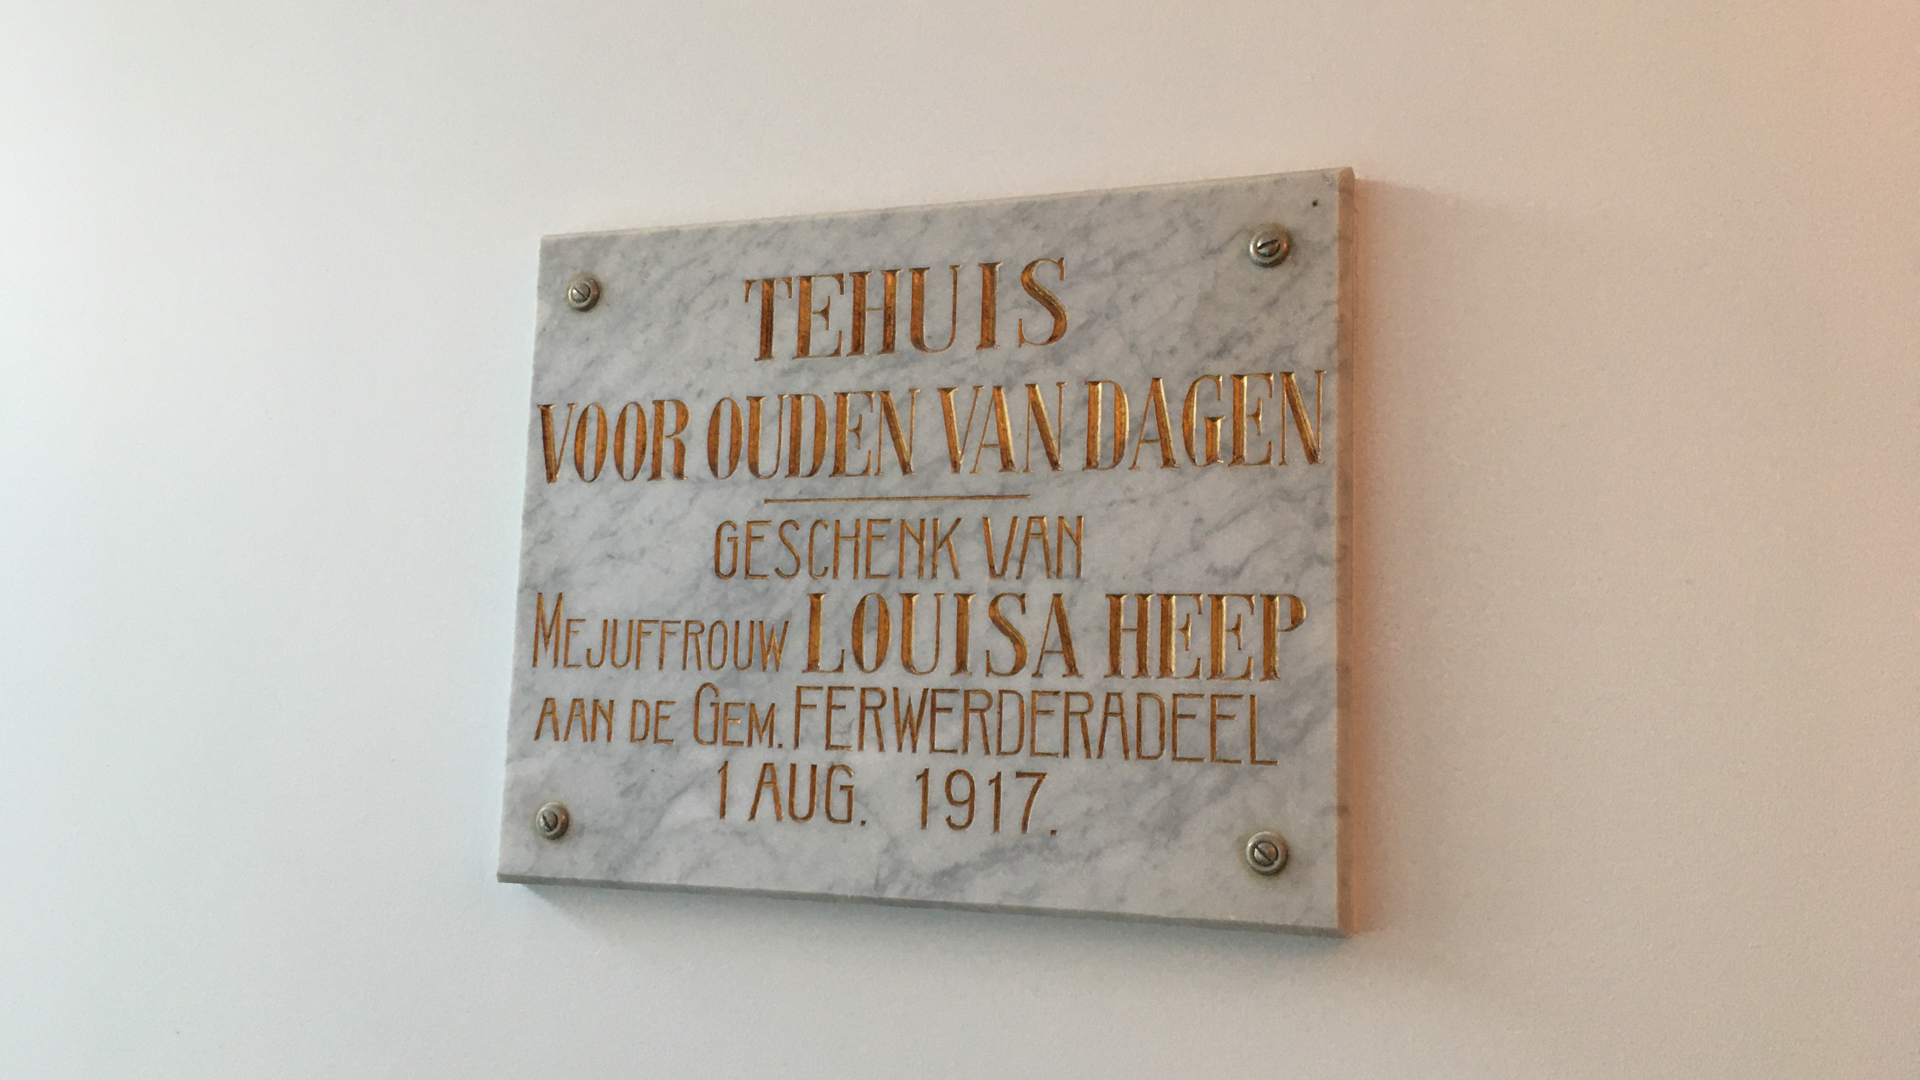 TEHUIS
VOOR OUDEN VAN DAGEN
GESCHENK VAN
MEJUFFROUW LOUISA HEEP
AAN DE GEM. FERWERDERADEEL
1 AUG. 1917.